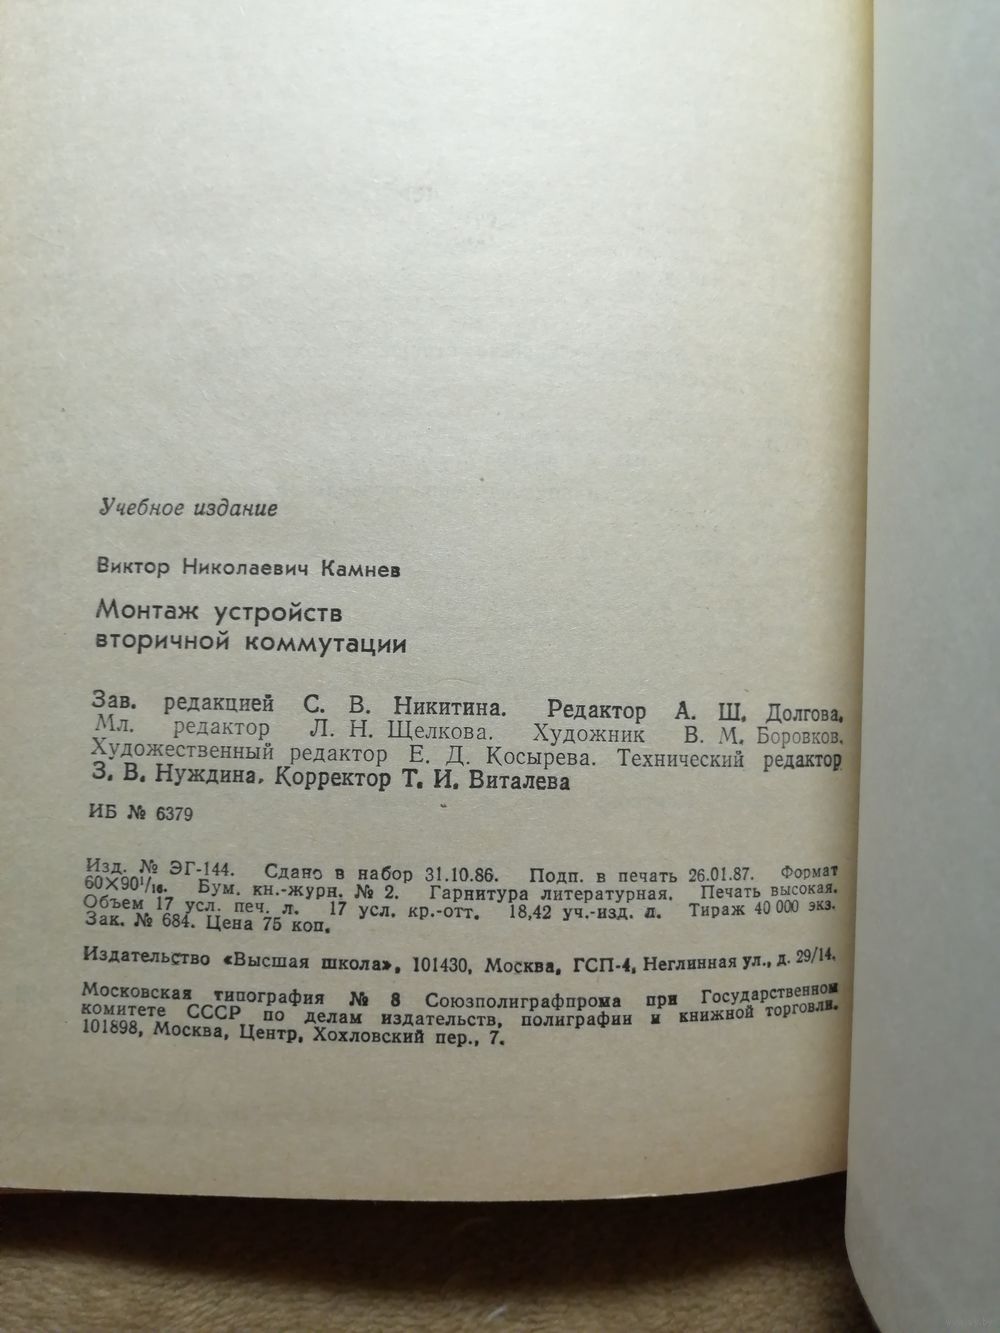 Учебное издание
Виктор Николаевич Камнев
Монтаж устройств
вторичной коммутации
Зав. редакцией С. В. Никитина. Редактор А. Ш. Долгова.
Мл. редактор Л. Н. Щелкова. Художник В. М. Боровков.
Художественный редактор Е. Д. Косырева. Технический редактор
З. В. Нуждина. Корректор Т. И. Виталева
ИБ № 6379
Изд. № ЭГ-144. Сдано в набор 31.10.86. Подп. в печать 26.01.87. Формат
60×90¹/₁₆. Бум. кн.-журн. № 2. Гарнитура литературная. Печать высокая.
Объем 17 усл. печ. л. 17 усл. кр.-отт. 18,42 уч.-изд. л. Тираж 40 000 экз.
Зак. № 684. Цена 75 коп.
Издательство «Высшая школа», 101430, Москва, ГСП-4, Неглинная ул., д. 29/14.
Московская типография № 8 Союзполиграфпрома при Государственном
комитете СССР по делам издательств, полиграфии и книжной торговли.
101898, Москва, Центр, Хохловский пер., 7.